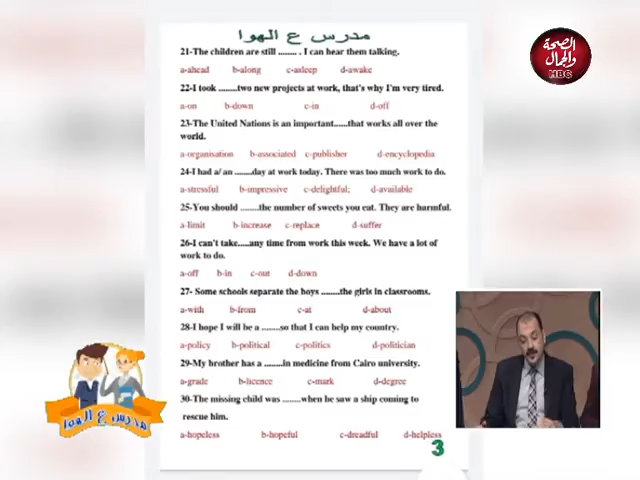 مدرس ع الهوا
الصحة
والجمال
HBC
21-The children are still ........ . I can hear them talking.
a-ahead b-along c-asleep d-awake
22-I took ........two new projects at work, that's why I'm very tired.
a-on b-down c-in d-off
23-The United Nations is an important......that works all over the
world.
a-organisation b-associated c-publisher d-encyclopedia
24-I had a/ an ........day at work today. There was too much work to do.
a-stressful b-impressive c-delightful; d-available
25-You should ........the number of sweets you eat. They are harmful.
a-limit b-increase c-replace d-suffer
26-I can't take.....any time from work this week. We have a lot of
work to do.
a-off b-in c-out d-down
27- Some schools separate the boys ........the girls in classrooms.
a-with b-from c-at d-about
28-I hope I will be a ........so that I can help my country.
a-policy b-political c-politics d-politician
29-My brother has a ........in medicine from Cairo university.
a-grade b-licence c-mark d-degree
30-The missing child was ........when he saw a ship coming to
rescue him.
a-hopeless b-hopeful c-dreadful d-helpless
3
مدرس ع الهوا